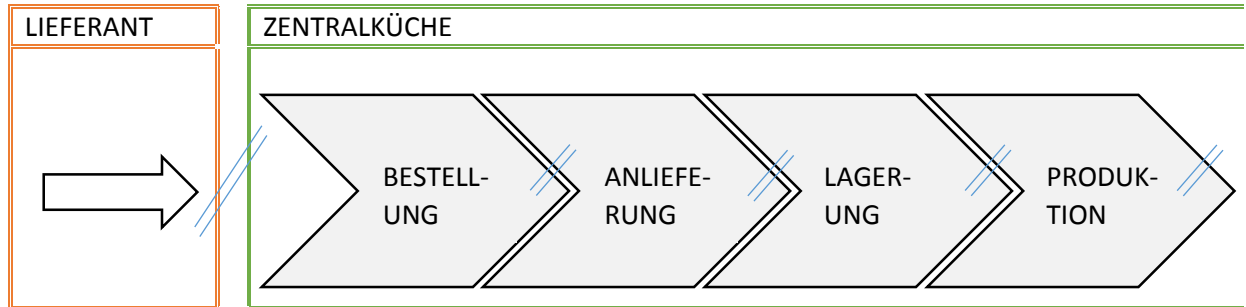 LIEFERANT
ZENTRALKÜCHE
BESTELL-
UNG
ANLIEFE-
RUNG
LAGER-
UNG
PRODUK-
TION